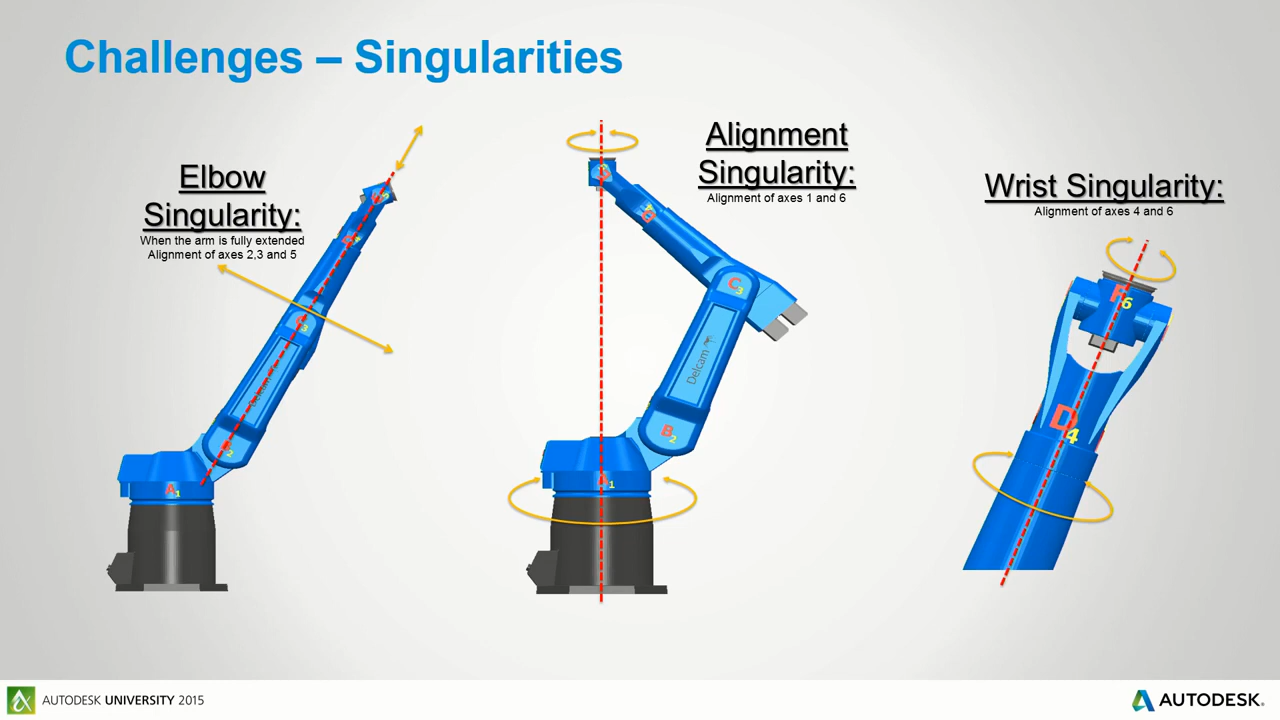 Challenges – Singularities
Elbow
Singularity:
When the arm is fully extended
Alignment of axes 2,3 and 5
Alignment
Singularity:
Alignment of axes 1 and 6
Wrist Singularity:
Alignment of axes 4 and 6
A1
C3
Delcam
B2
A1
F6
D4
AUTODESK UNIVERSITY 2015
AUTODESK®